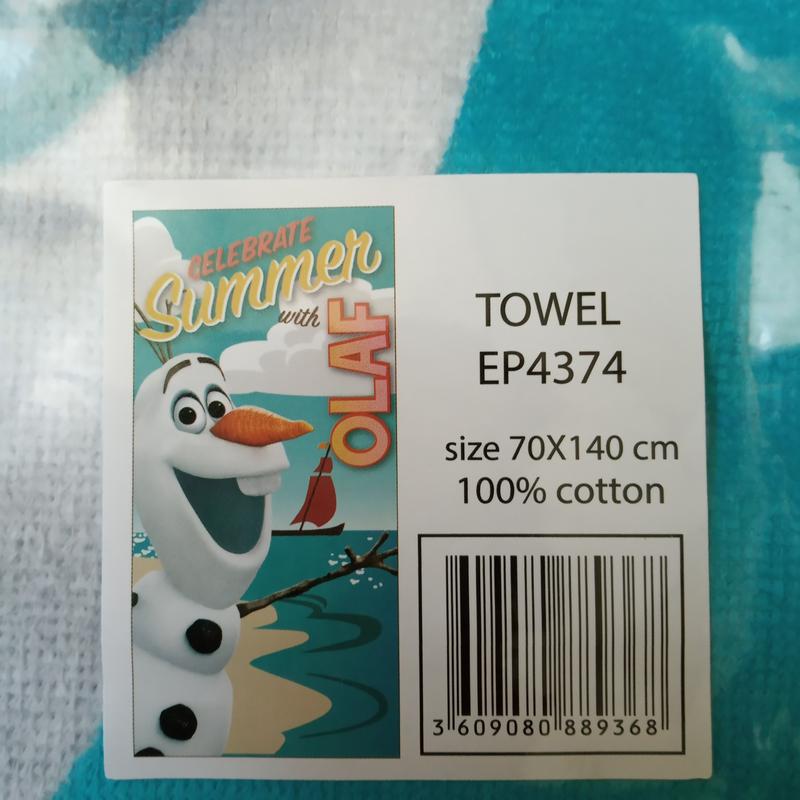 CELEBRATE
Summer
with
OLAF
TOWEL
EP4374
size 70X140 cm
100% cotton
3 609080 889368